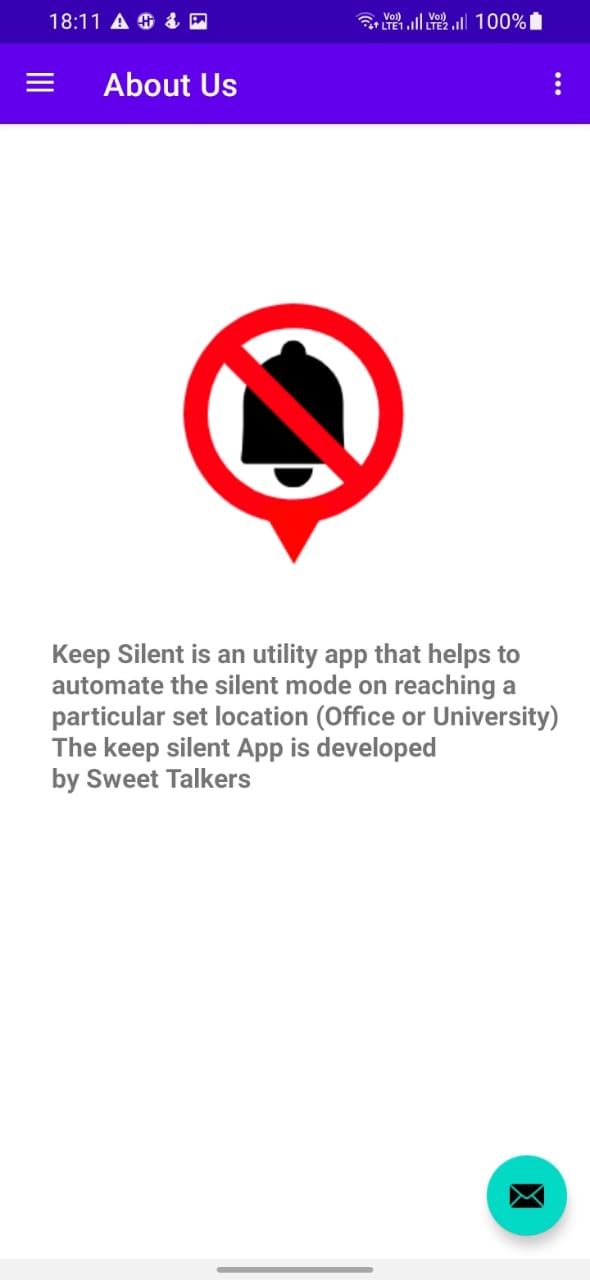 18:11 Vo)) LTE1 Vo)) LTE2 100%
About Us
Keep Silent is an utility app that helps to
automate the silent mode on reaching a
particular set location (Office or University)
The keep silent App is developed
by Sweet Talkers